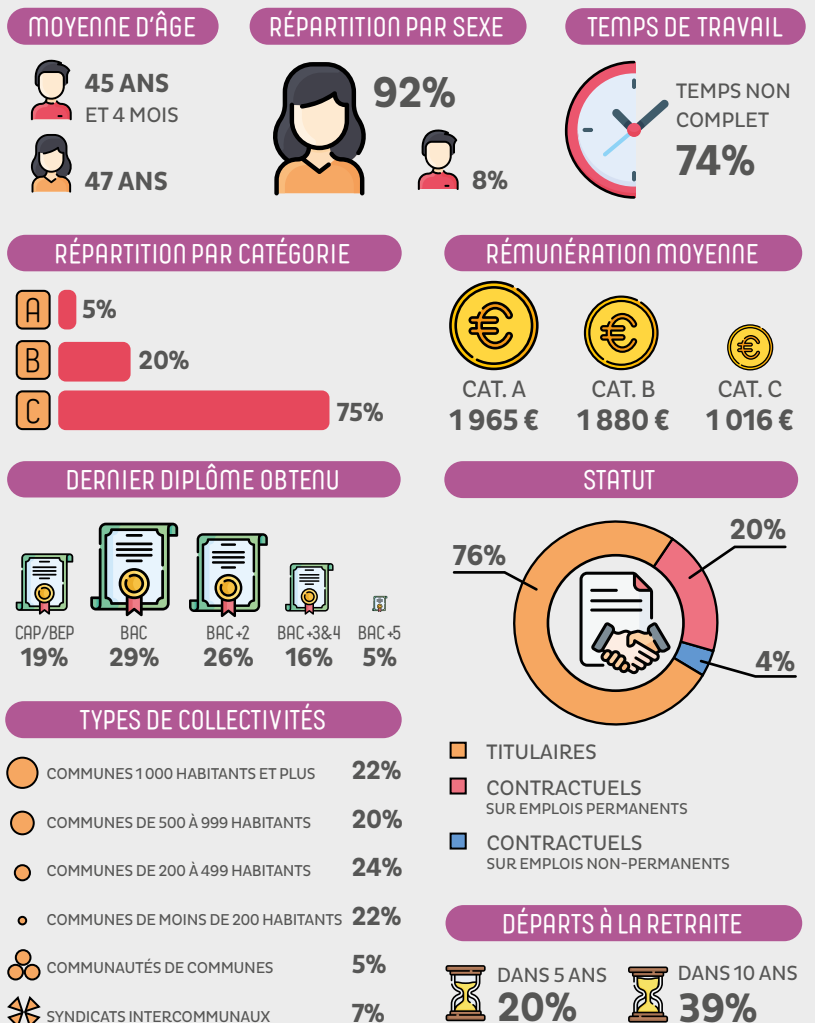 MOYENNE D'ÂGE
45 ANS
ET 4 MOIS
47 ANS
RÉPARTITION PAR SEXE
92%
8%
TEMPS DE TRAVAIL
TEMPS NON
COMPLET
74%
RÉPARTITION PAR CATÉGORIE
A 5%
B 20%
C 75%
RÉMUNÉRATION MOYENNE
CAT. A CAT. B CAT. C
1 965 € 1 880 € 1 016 €
DERNIER DIPLÔME OBTENU
CAP/BEP BAC BAC +2 BAC +3&4 BAC +5
19% 29% 26% 16% 5%
STATUT
76%
20%
4%
TITULAIRES
CONTRACTUELS
SUR EMPLOIS PERMANENTS
CONTRACTUELS
SUR EMPLOIS NON-PERMANENTS
TYPES DE COLLECTIVITÉS
COMMUNES 1 000 HABITANTS ET PLUS 22%
COMMUNES DE 500 À 999 HABITANTS 20%
COMMUNES DE 200 À 499 HABITANTS 24%
COMMUNES DE MOINS DE 200 HABITANTS 22%
COMMUNAUTÉS DE COMMUNES 5%
SYNDICATS INTERCOMMUNAUX 7%
DÉPARTS À LA RETRAITE
DANS 5 ANS
20%
DANS 10 ANS
39%